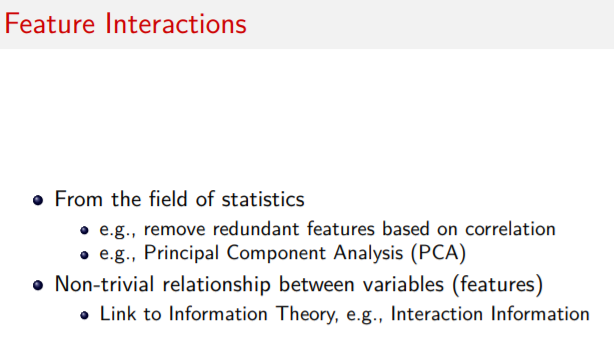 Feature Interactions
From the field of statistics
e.g., remove redundant features based on correlation
e.g., Principal Component Analysis (PCA)
Non-trivial relationship between variables (features)
Link to Information Theory, e.g., Interaction Information